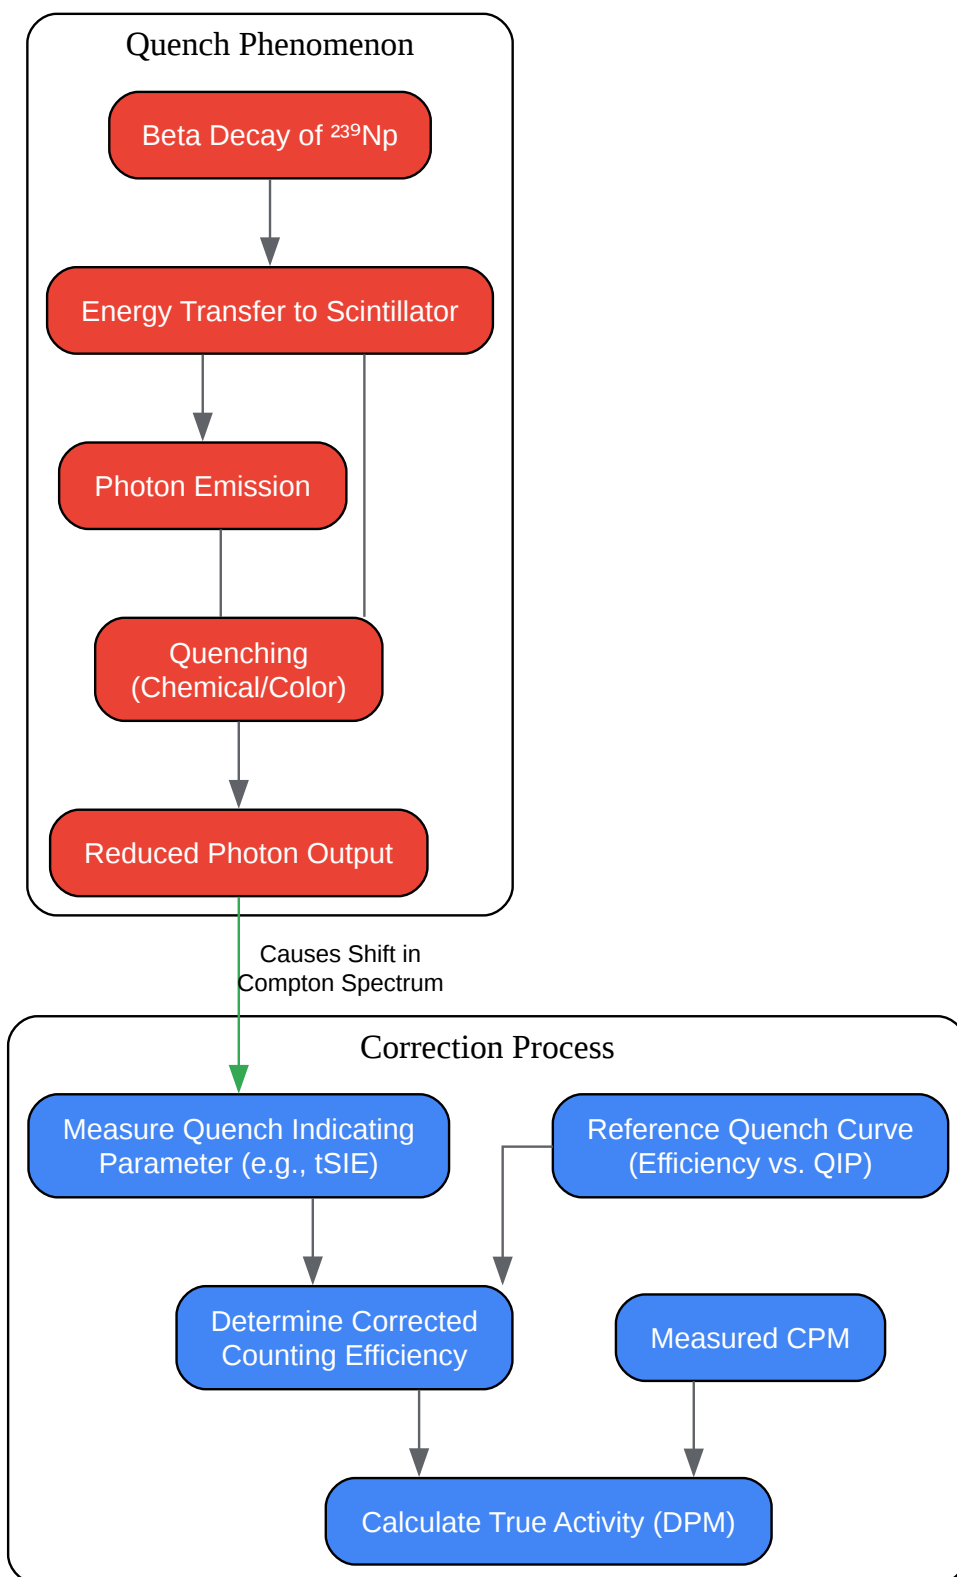 Quench Phenomenon
Beta Decay of ²³⁹Np
Energy Transfer to Scintillator
Photon Emission
Quenching
(Chemical/Color)
Reduced Photon Output
Causes Shift in
Compton Spectrum
Correction Process
Measure Quench Indicating
Parameter (e.g., tSIE)
Reference Quench Curve
(Efficiency vs. QIP)
Determine Corrected
Counting Efficiency
Measured CPM
Calculate True Activity (DPM)